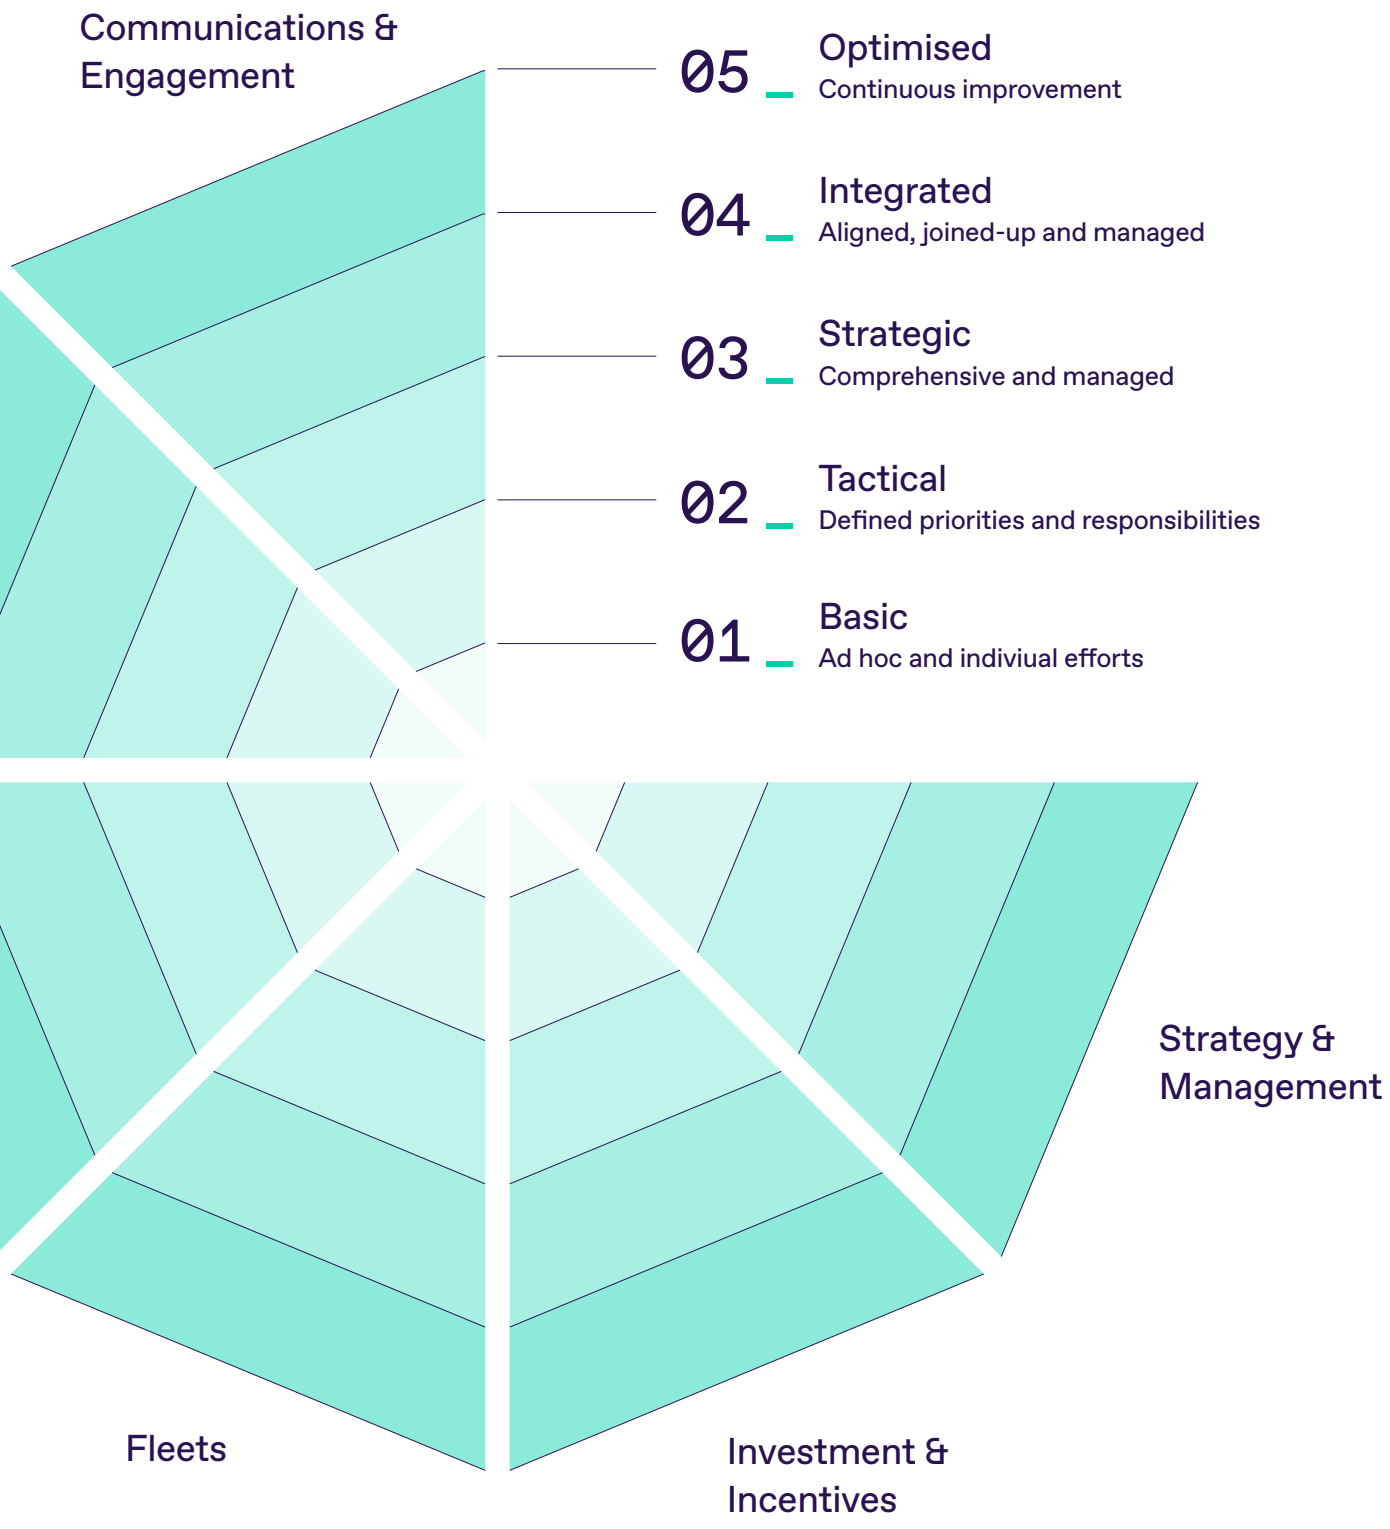 Communications &
Engagement
05 _ Optimised
Continuous improvement
04 _ Integrated
Aligned, joined-up and managed
03 _ Strategic
Comprehensive and managed
02 _ Tactical
Defined priorities and responsibilities
01 _ Basic
Ad hoc and indiviual efforts
Strategy &
Management
Fleets
Investment &
Incentives